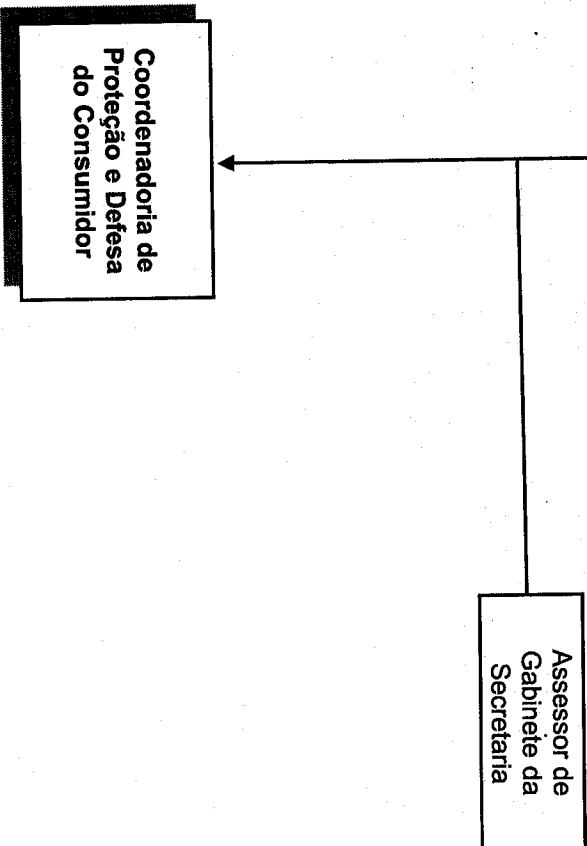 Assessor de
Gabinete da
Secretaria
Coordenadoria de
Proteção e Defesa
do Consumidor